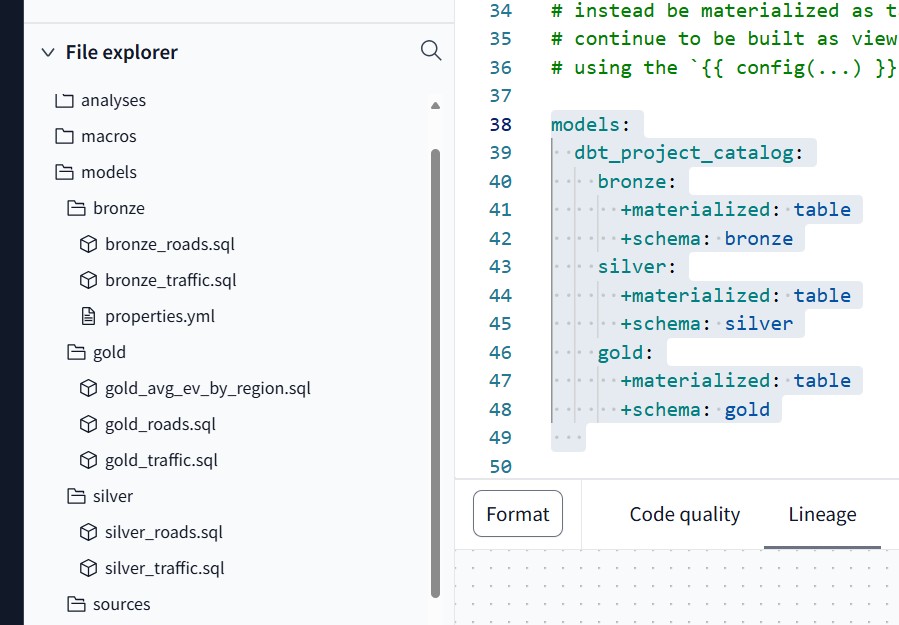 File explorer
analyses
macros
models
bronze
bronze_roads.sql
bronze_traffic.sql
properties.yml
gold
gold_avg_ev_by_region.sql
gold_roads.sql
gold_traffic.sql
silver
silver_roads.sql
silver_traffic.sql
sources
34 # instead be materialized as t
35 # continue to be built as view
36 # using the `{{ config(...) }}
37
38 models:
39 dbt_project_catalog:
40 bronze:
41 +materialized: table
42 +schema: bronze
43 silver:
44 +materialized: table
45 +schema: silver
46 gold:
47 +materialized: table
48 +schema: gold
49
50
Format Code quality Lineage